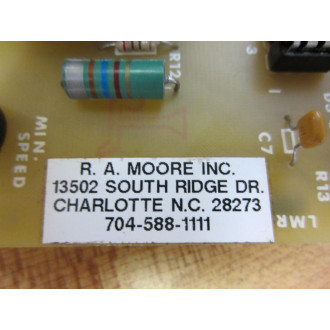 R12
MIN.
SPEED
C7
R13
LMR
R. A. MOORE INC.
13502 SOUTH RIDGE DR.
CHARLOTTE N.C. 28273
704-588-1111